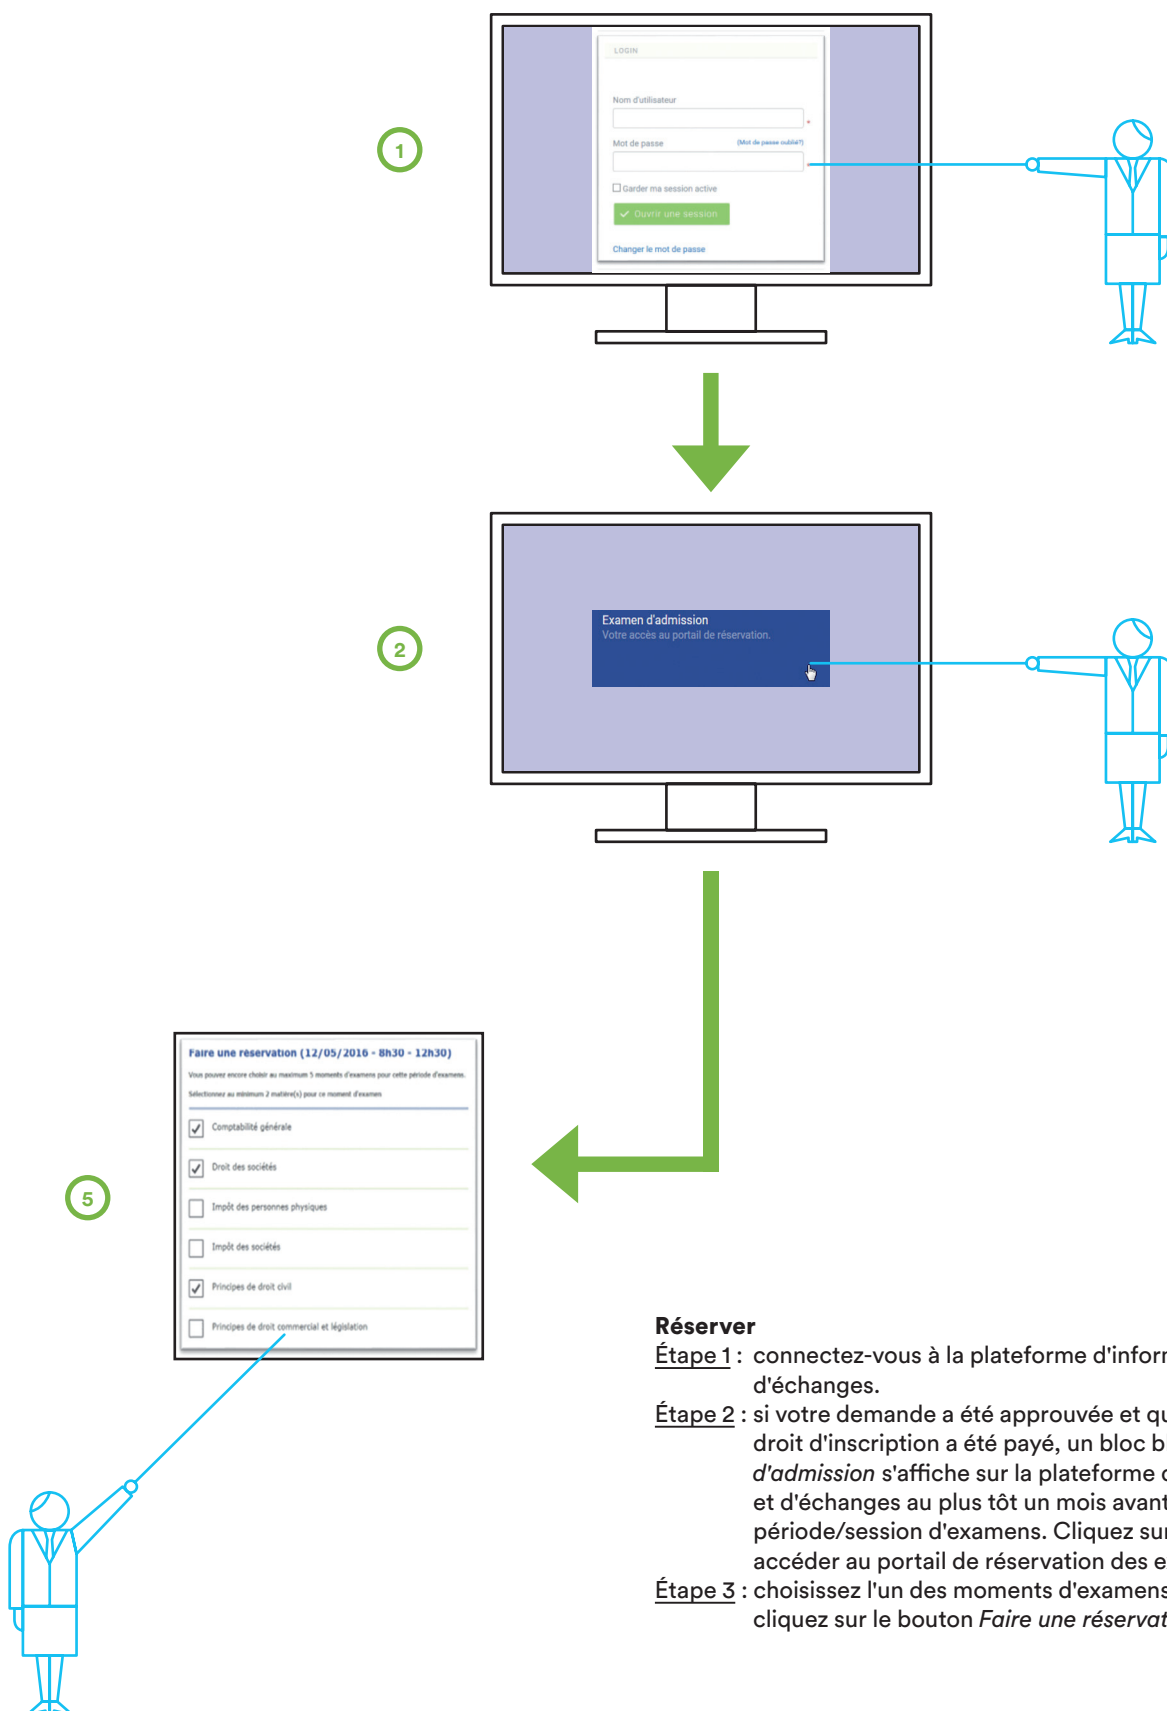 LOGIN
Nom d'utilisateur
*
1
Mot de passe (Mot de passe oublié?)
*
Garder ma session active
Ouvrir une session
Changer le mot de passe
Examen d'admission
Votre accès au portail de réservation.
2
Faire une réservation (12/05/2016 - 8h30 - 12h30)
Vous pouvez encore choisir au maximum 5 moments d'examens pour cette période d'examens.
Sélectionnez au minimum 2 matière(s) pour ce moment d'examen
Comptabilité générale
Droit des sociétés
5
Impôt des personnes physiques
Impôt des sociétés
Principes de droit civil
Principes de droit commercial et législation
Réserver
Étape 1 : connectez-vous à la plateforme
d'échanges.
Étape 2 : si votre demande a été approuvée et
droit d'inscription a été payé, un bloc
d'admission s'affiche sur la plateforme
et d'échanges au plus tôt un mois avant
période/session d'examens. Cliquez sur
accéder au portail de réservation des
Étape 3 : choisissez l'un des moments d'examens
cliquez sur le bouton Faire une